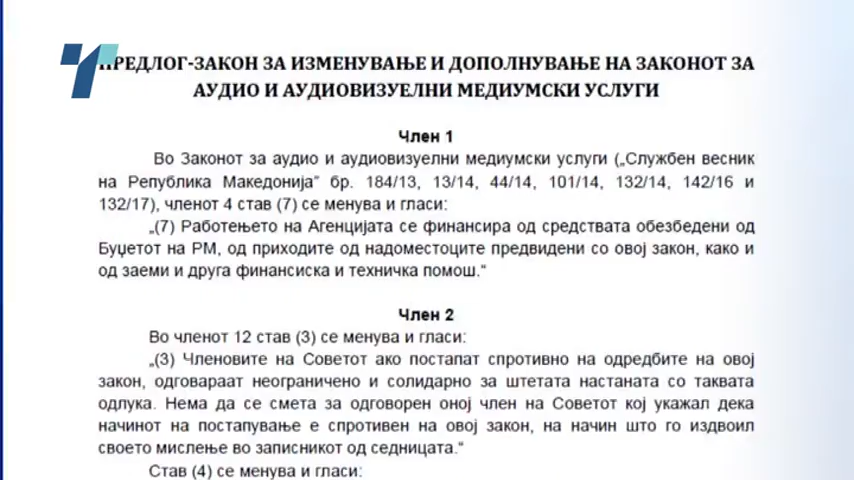 ПРЕДЛОГ-ЗАКОН ЗА ИЗМЕНУВАЊЕ И ДОПОЛНУВАЊЕ НА ЗАКОНОТ ЗА
АУДИО И АУДИОВИЗУЕЛНИ МЕДИУМСКИ УСЛУГИ
Член 1
Во Законот за аудио и аудиовизуелни медиумски услуги („Службен весник
на Република Македонија“ бр. 184/13, 13/14, 44/14, 101/14, 132/14, 142/16 и
132/17), членот 4 став (7) се менува и гласи:
„(7) Работењето на Агенцијата се финансира од средствата обезбедени од
Буџетот на РМ, од приходите од надоместоците предвидени со овој закон, како и
од заеми и друга финансиска и техничка помош.“
Член 2
Во членот 12 став (3) се менува и гласи:
„(3) Членовите на Советот ако постапат спротивно на одредбите на овој
закон, одговараат неограничено и солидарно за штетата настаната со таквата
одлука. Нема да се смета за одговорен оној член на Советот кој укажал дека
начинот на постапување е спротивен на овој закон, на начин што го издвоил
своето мислење во записникот од седницата.“
Став (4) се менува и гласи: